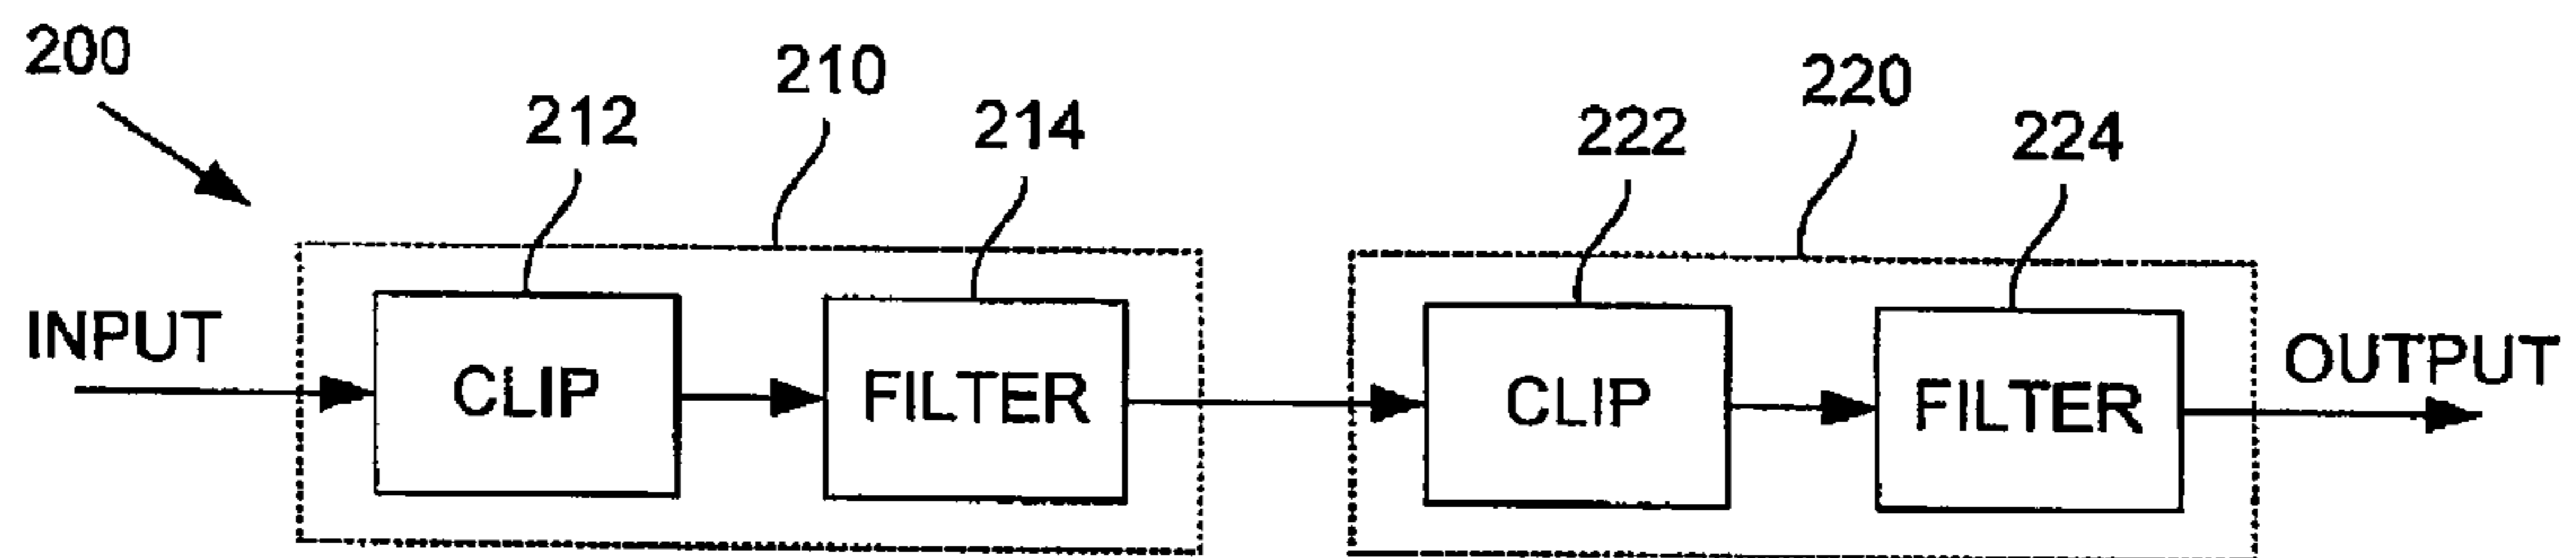 200
210
220
212
214
222
224
INPUT
CLIP
FILTER
CLIP
FILTER
OUTPUT